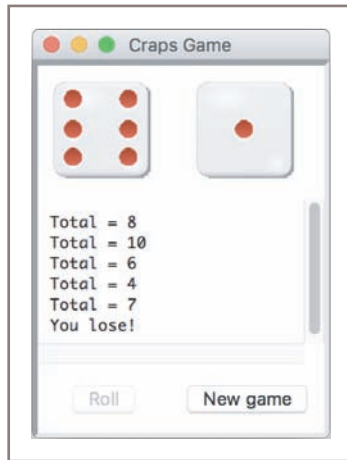 Craps Game
Total = 8
Total = 10
Total = 6
Total = 4
Total = 7
You lose!
Roll
New game